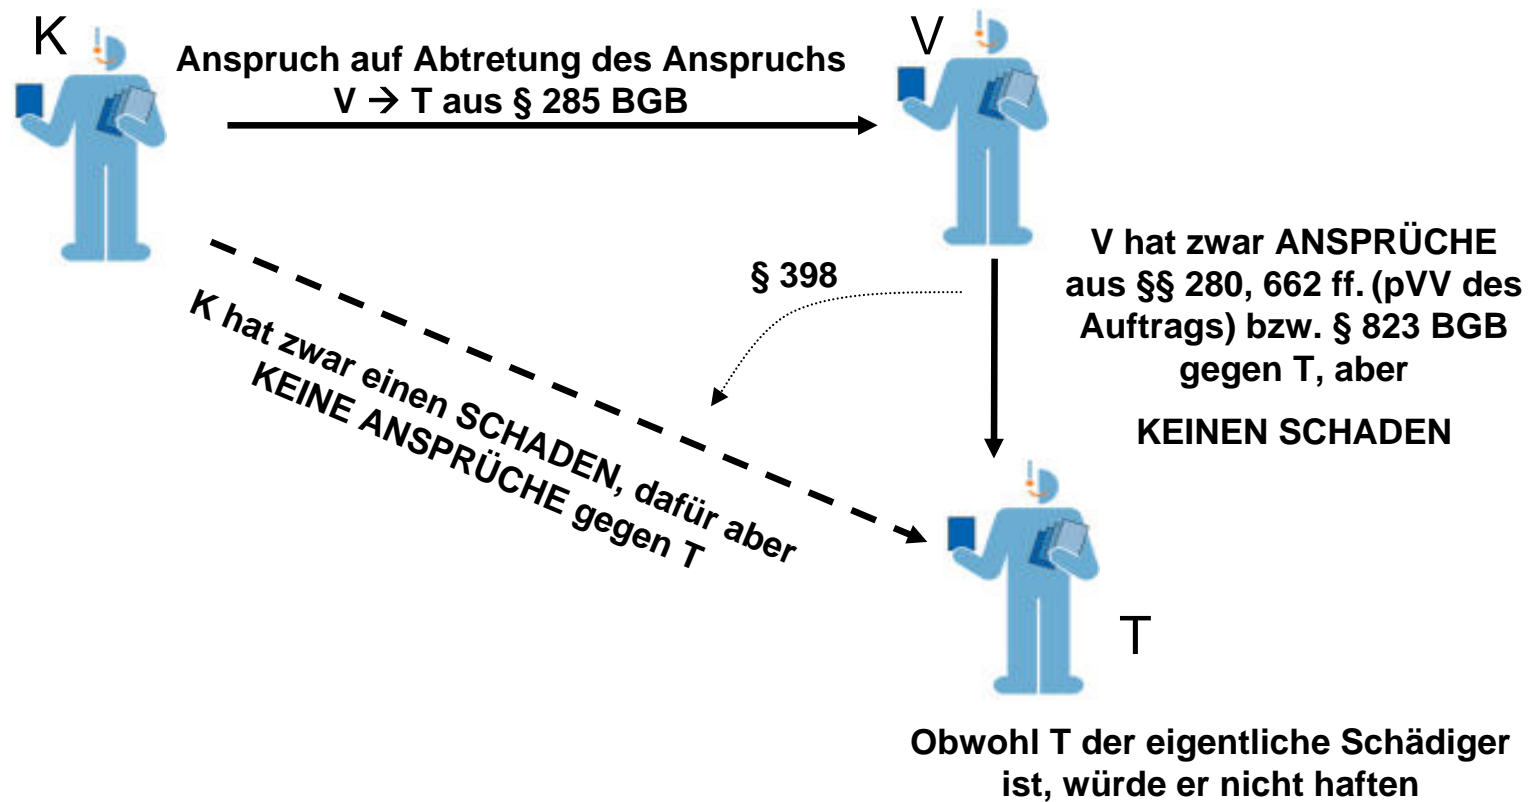 K
Anspruch auf Abtretung des Anspruchs
V → T aus § 285 BGB
V
§ 398
V hat zwar ANSPRÜCHE
aus §§ 280, 662 ff. (pVV des
Auftrags) bzw. § 823 BGB
gegen T, aber
KEINEN SCHADEN
K hat zwar einen SCHADEN, dafür aber
KEINE ANSPRÜCHE gegen T
T
Obwohl T der eigentliche Schädiger
ist, würde er nicht haften